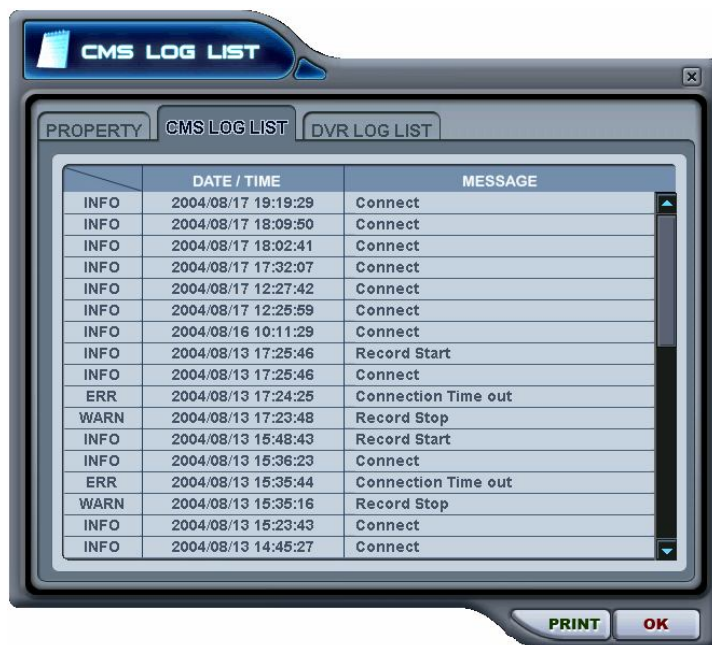 CMS LOG LIST
PROPERTY CMS LOG LIST DVR LOG LIST
DATE / TIME MESSAGE
INFO 2004/08/17 19:19:29 Connect
INFO 2004/08/17 18:09:50 Connect
INFO 2004/08/17 18:02:41 Connect
INFO 2004/08/17 17:32:07 Connect
INFO 2004/08/17 12:27:42 Connect
INFO 2004/08/17 12:25:59 Connect
INFO 2004/08/16 10:11:29 Connect
INFO 2004/08/13 17:25:46 Record Start
INFO 2004/08/13 17:25:46 Connect
ERR 2004/08/13 17:24:25 Connection Time out
WARN 2004/08/13 17:23:48 Record Stop
INFO 2004/08/13 15:48:43 Record Start
INFO 2004/08/13 15:36:23 Connect
ERR 2004/08/13 15:35:44 Connection Time out
WARN 2004/08/13 15:35:16 Record Stop
INFO 2004/08/13 15:23:43 Connect
INFO 2004/08/13 14:45:27 Connect
PRINT OK